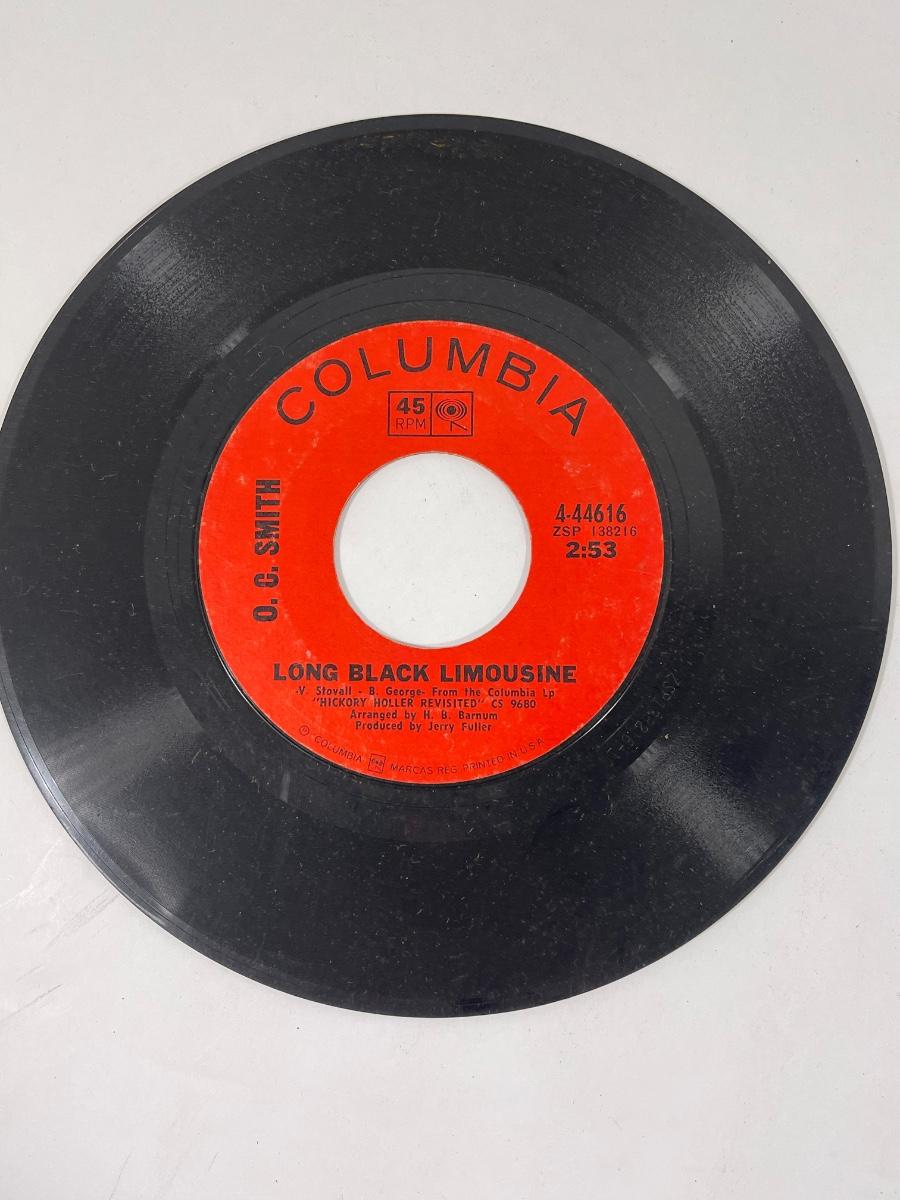 COLUMBIA
45
RPM
O. C. SMITH
4-44616
ZSP 138216
2:53
LONG BLACK LIMOUSINE
-V. Stovall - B. George- From the Columbia Lp
"HICKORY HOLLER REVISITED" CS 9680
Arranged by H. B. Barnum
Produced by Jerry Fuller
℗ COLUMBIA MARCAS REG. PRINTED IN U.S.A.